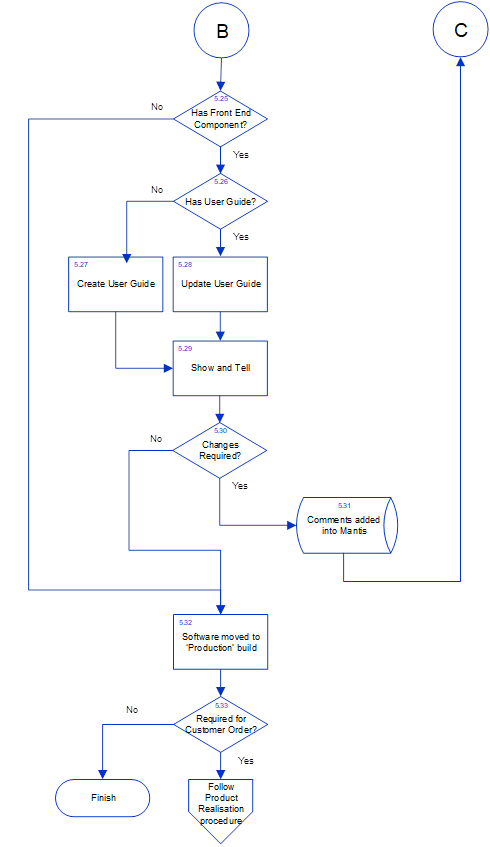 B
C
5.25
Has Front End
Component?
No
Yes
5.26
Has User Guide?
No
Yes
5.27
Create User Guide
5.28
Update User Guide
5.29
Show and Tell
5.30
Changes
Required?
No
Yes
5.31
Comments added
into Mantis
5.32
Software moved to
'Production' build
5.33
Required for
Customer Order?
No
Yes
Finish
Follow
Product
Realisation
procedure